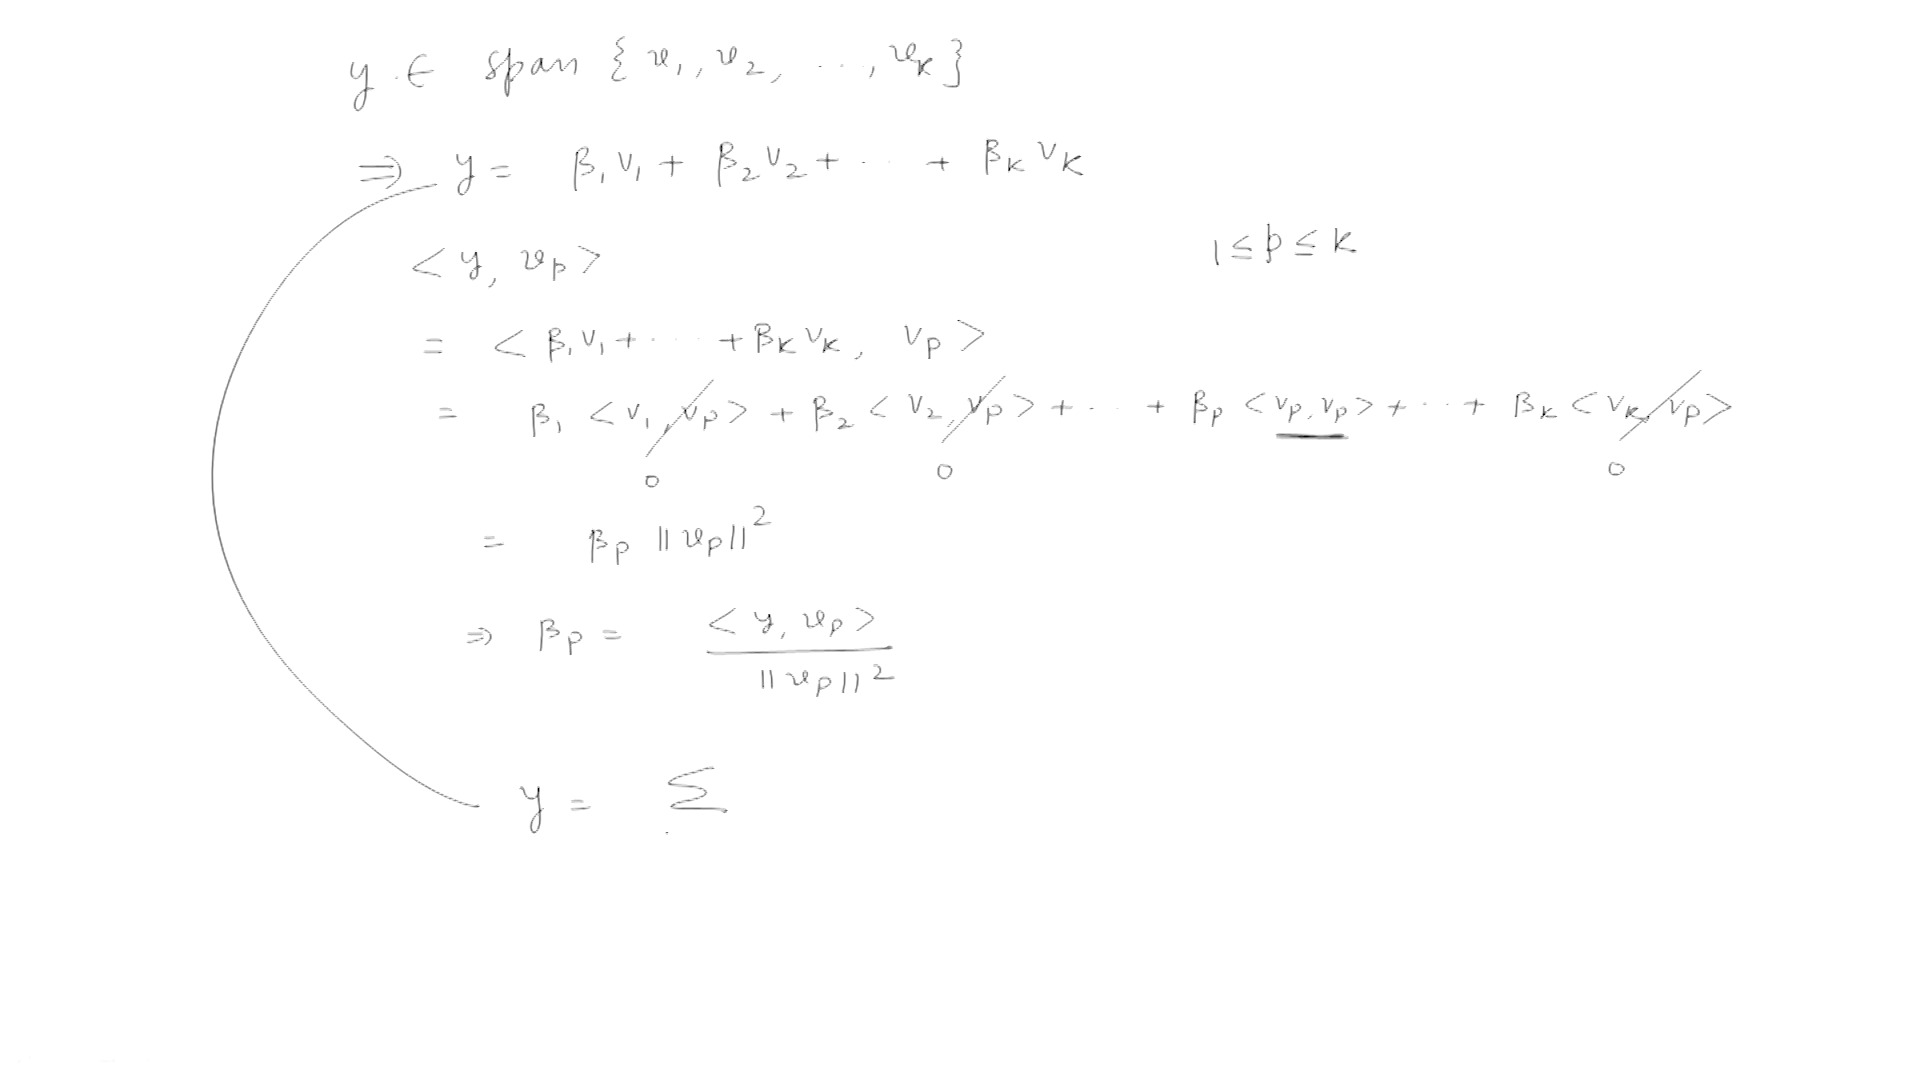 y ∈ span { v₁, v₂, ..., vₖ }
⇒ y = β₁v₁ + β₂v₂ + ... + βₖvₖ
< y, vₚ > 1 ≤ p ≤ k
= < β₁v₁ + ... + βₖvₖ, vₚ >
= β₁ < v₁, vₚ > + β₂ < v₂, vₚ > + ... + βₚ < vₚ, vₚ > + ... + βₖ < vₖ, vₚ >
0 0 0
= βₚ ||vₚ||²
⇒ βₚ = < y, vₚ >
||vₚ||²
y = Σ